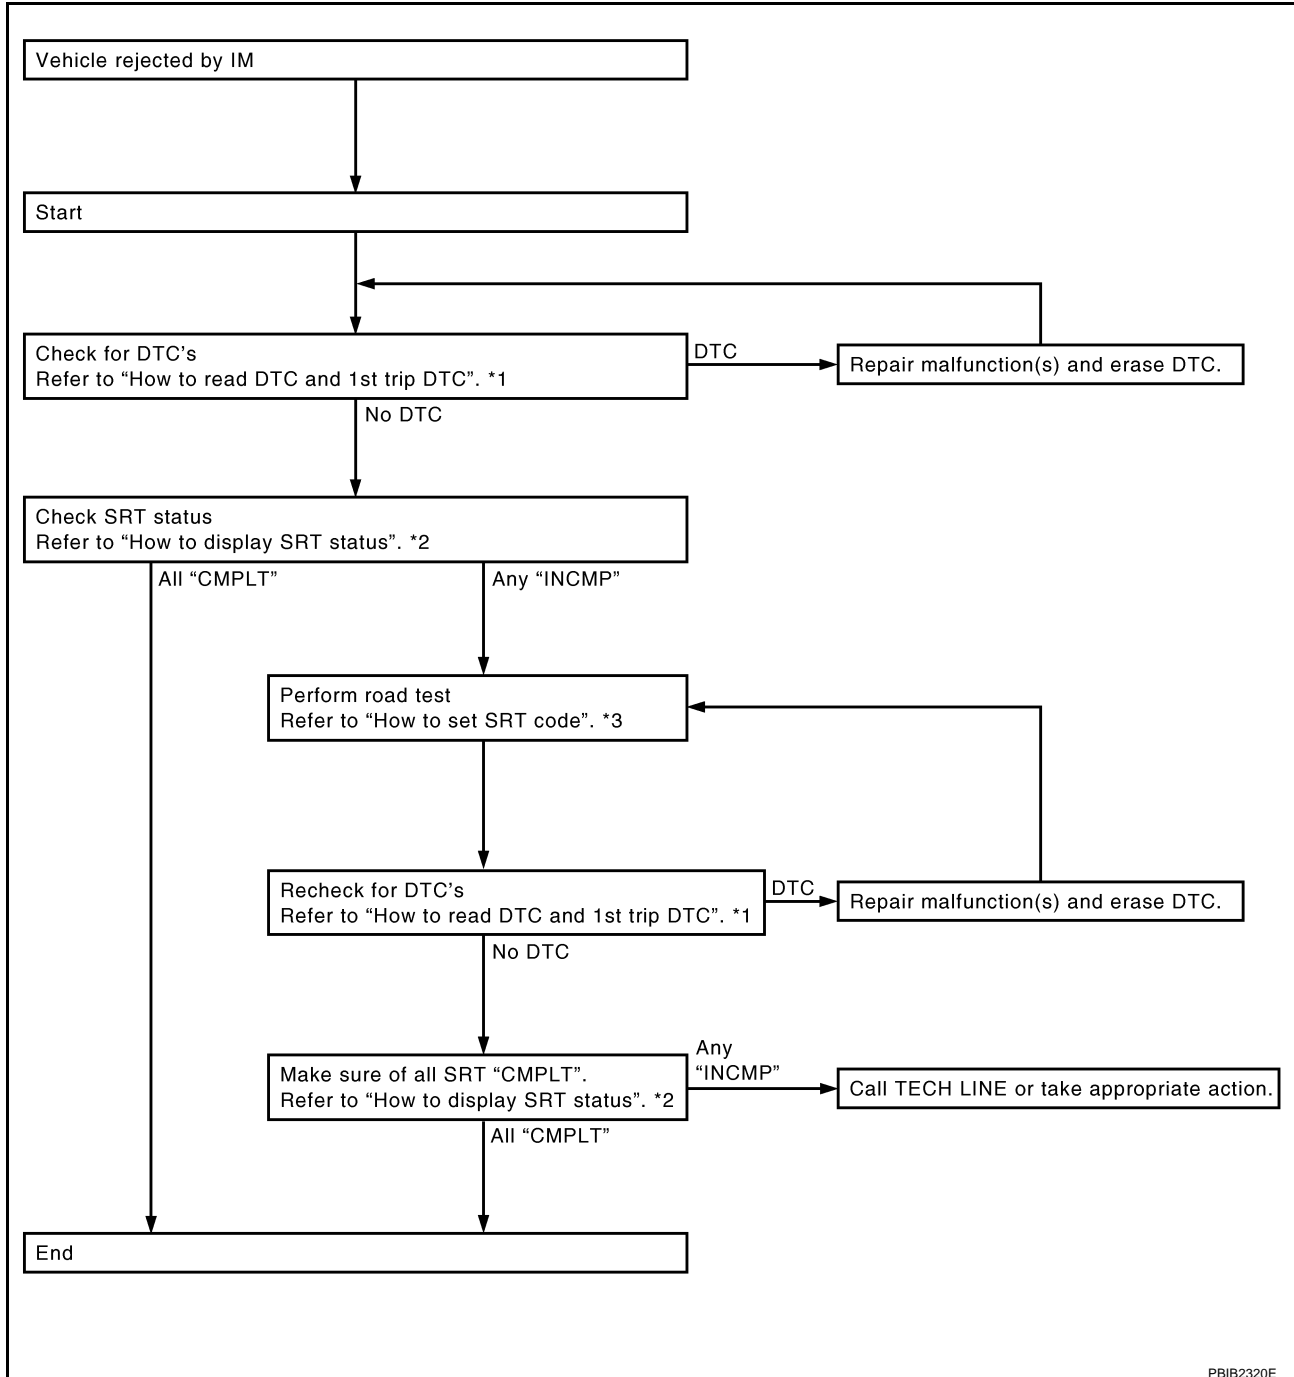 Vehicle rejected by IM
Start
Check for DTC's
Refer to “How to read DTC and 1st trip DTC”. *1
DTC
Repair malfunction(s) and erase DTC.
No DTC
Check SRT status
Refer to “How to display SRT status”. *2
All “CMPLT”
Any “INCMP”
Perform road test
Refer to “How to set SRT code”. *3
Recheck for DTC's
Refer to “How to read DTC and 1st trip DTC”. *1
DTC
Repair malfunction(s) and erase DTC.
No DTC
Make sure of all SRT “CMPLT”.
Refer to “How to display SRT status”. *2
Any
“INCMP”
Call TECH LINE or take appropriate action.
All “CMPLT”
End
PBIB2320E